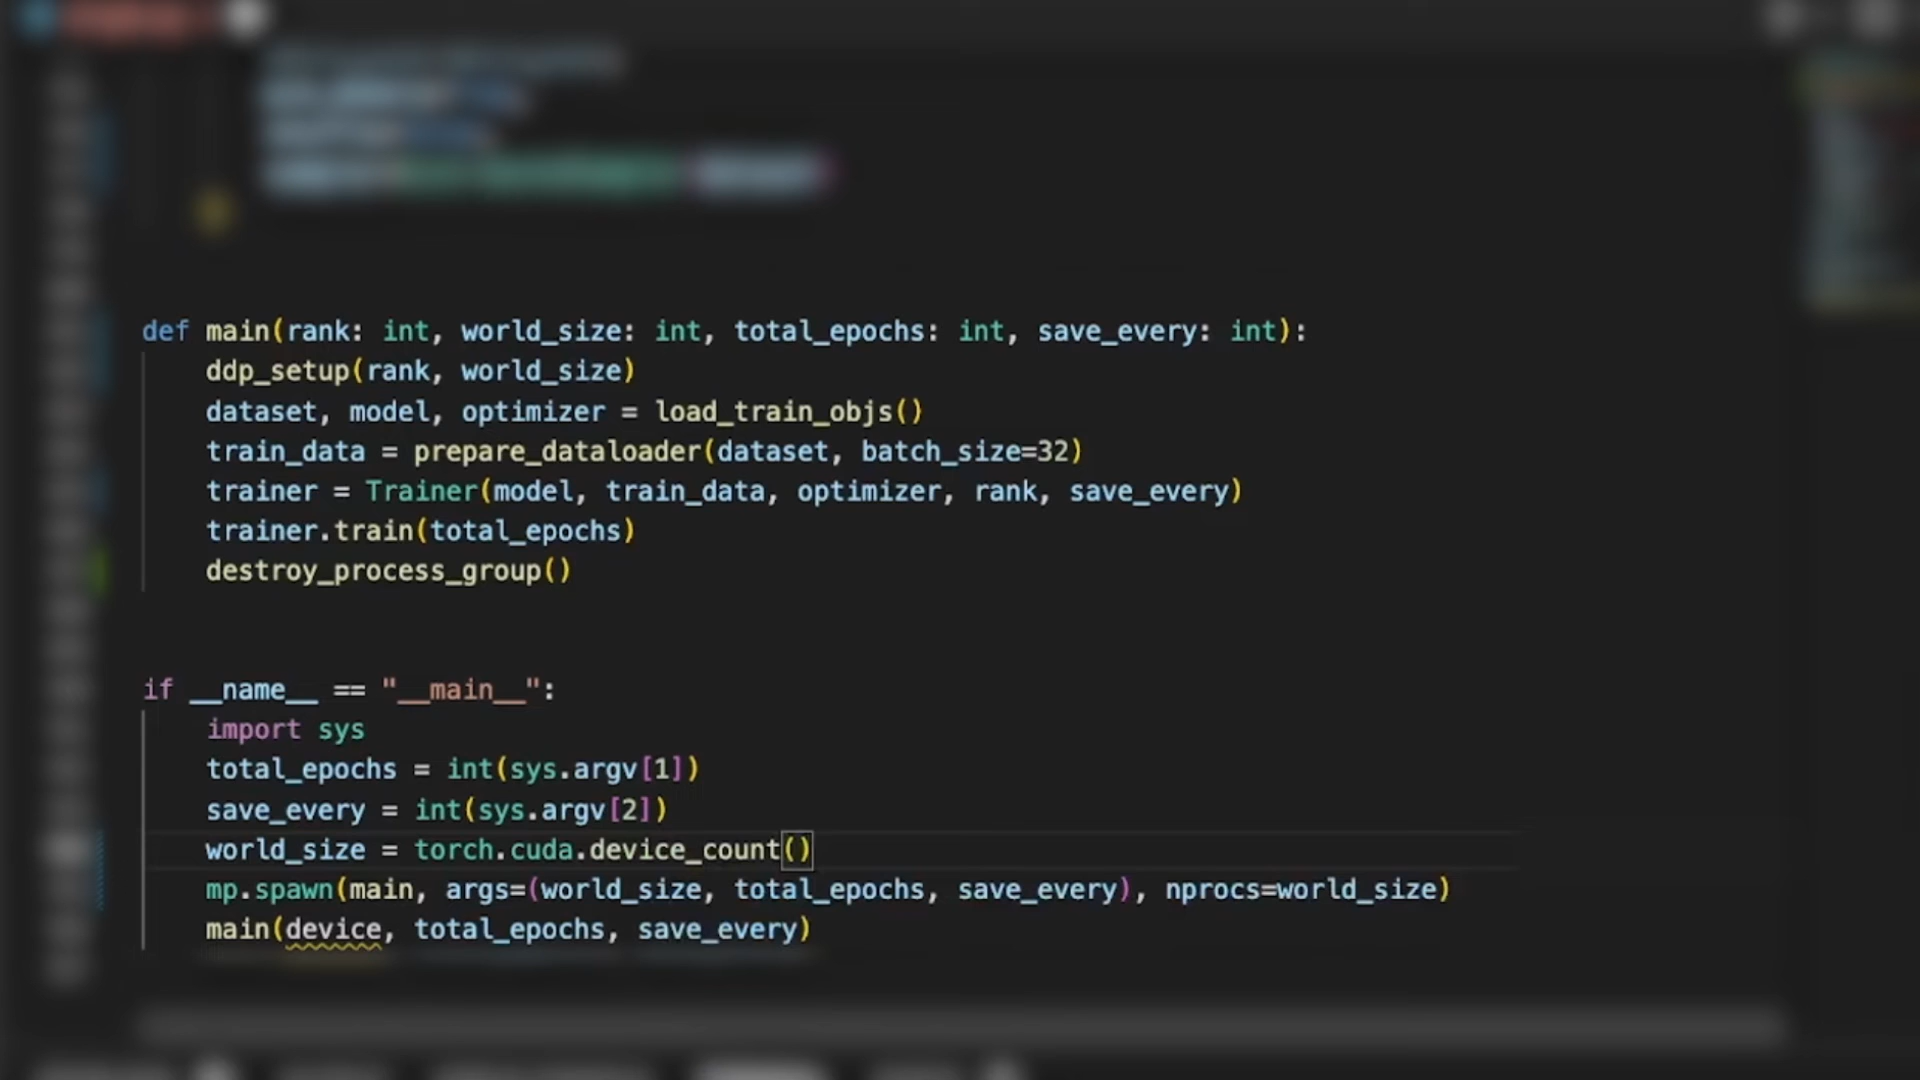 def main(rank: int, world_size: int, total_epochs: int, save_every: int):
    ddp_setup(rank, world_size)
    dataset, model, optimizer = load_train_objs()
    train_data = prepare_dataloader(dataset, batch_size=32)
    trainer = Trainer(model, train_data, optimizer, rank, save_every)
    trainer.train(total_epochs)
    destroy_process_group()
if __name__ == "__main__":
    import sys
    total_epochs = int(sys.argv[1])
    save_every = int(sys.argv[2])
    world_size = torch.cuda.device_count()
    mp.spawn(main, args=(world_size, total_epochs, save_every), nprocs=world_size)
    main(device, total_epochs, save_every)